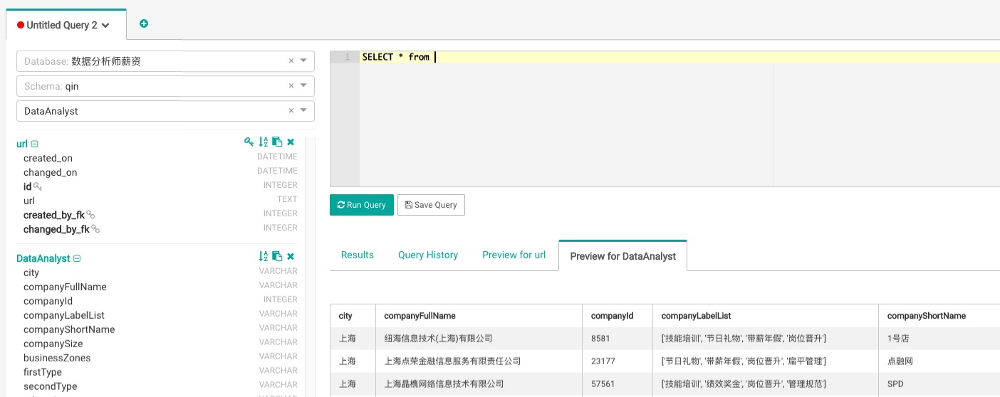 Untitled Query 2
Database: 数据分析师薪资
Schema: qin
DataAnalyst
url
created_on DATETIME
changed_on DATETIME
id INTEGER
url TEXT
created_by_fk INTEGER
changed_by_fk INTEGER
DataAnalyst
city VARCHAR
companyFullName VARCHAR
companyId INTEGER
companyLabelList VARCHAR
companyShortName VARCHAR
companySize VARCHAR
businessZones VARCHAR
firstType VARCHAR
secondType VARCHAR
1 SELECT * from
Run Query Save Query
Results Query History Preview for url Preview for DataAnalyst
city companyFullName companyId companyLabelList companyShortName
上海 纽海信息技术(上海)有限公司 8581 ['技能培训', '节日礼物', '带薪年假', '岗位晋升'] 1号店
上海 上海点荣金融信息服务有限责任公司 23177 ['节日礼物', '带薪年假', '岗位晋升', '扁平管理'] 点融网
上海 上海晶樵网络信息技术有限公司 57561 ['技能培训', '绩效奖金', '岗位晋升', '管理规范'] SPD